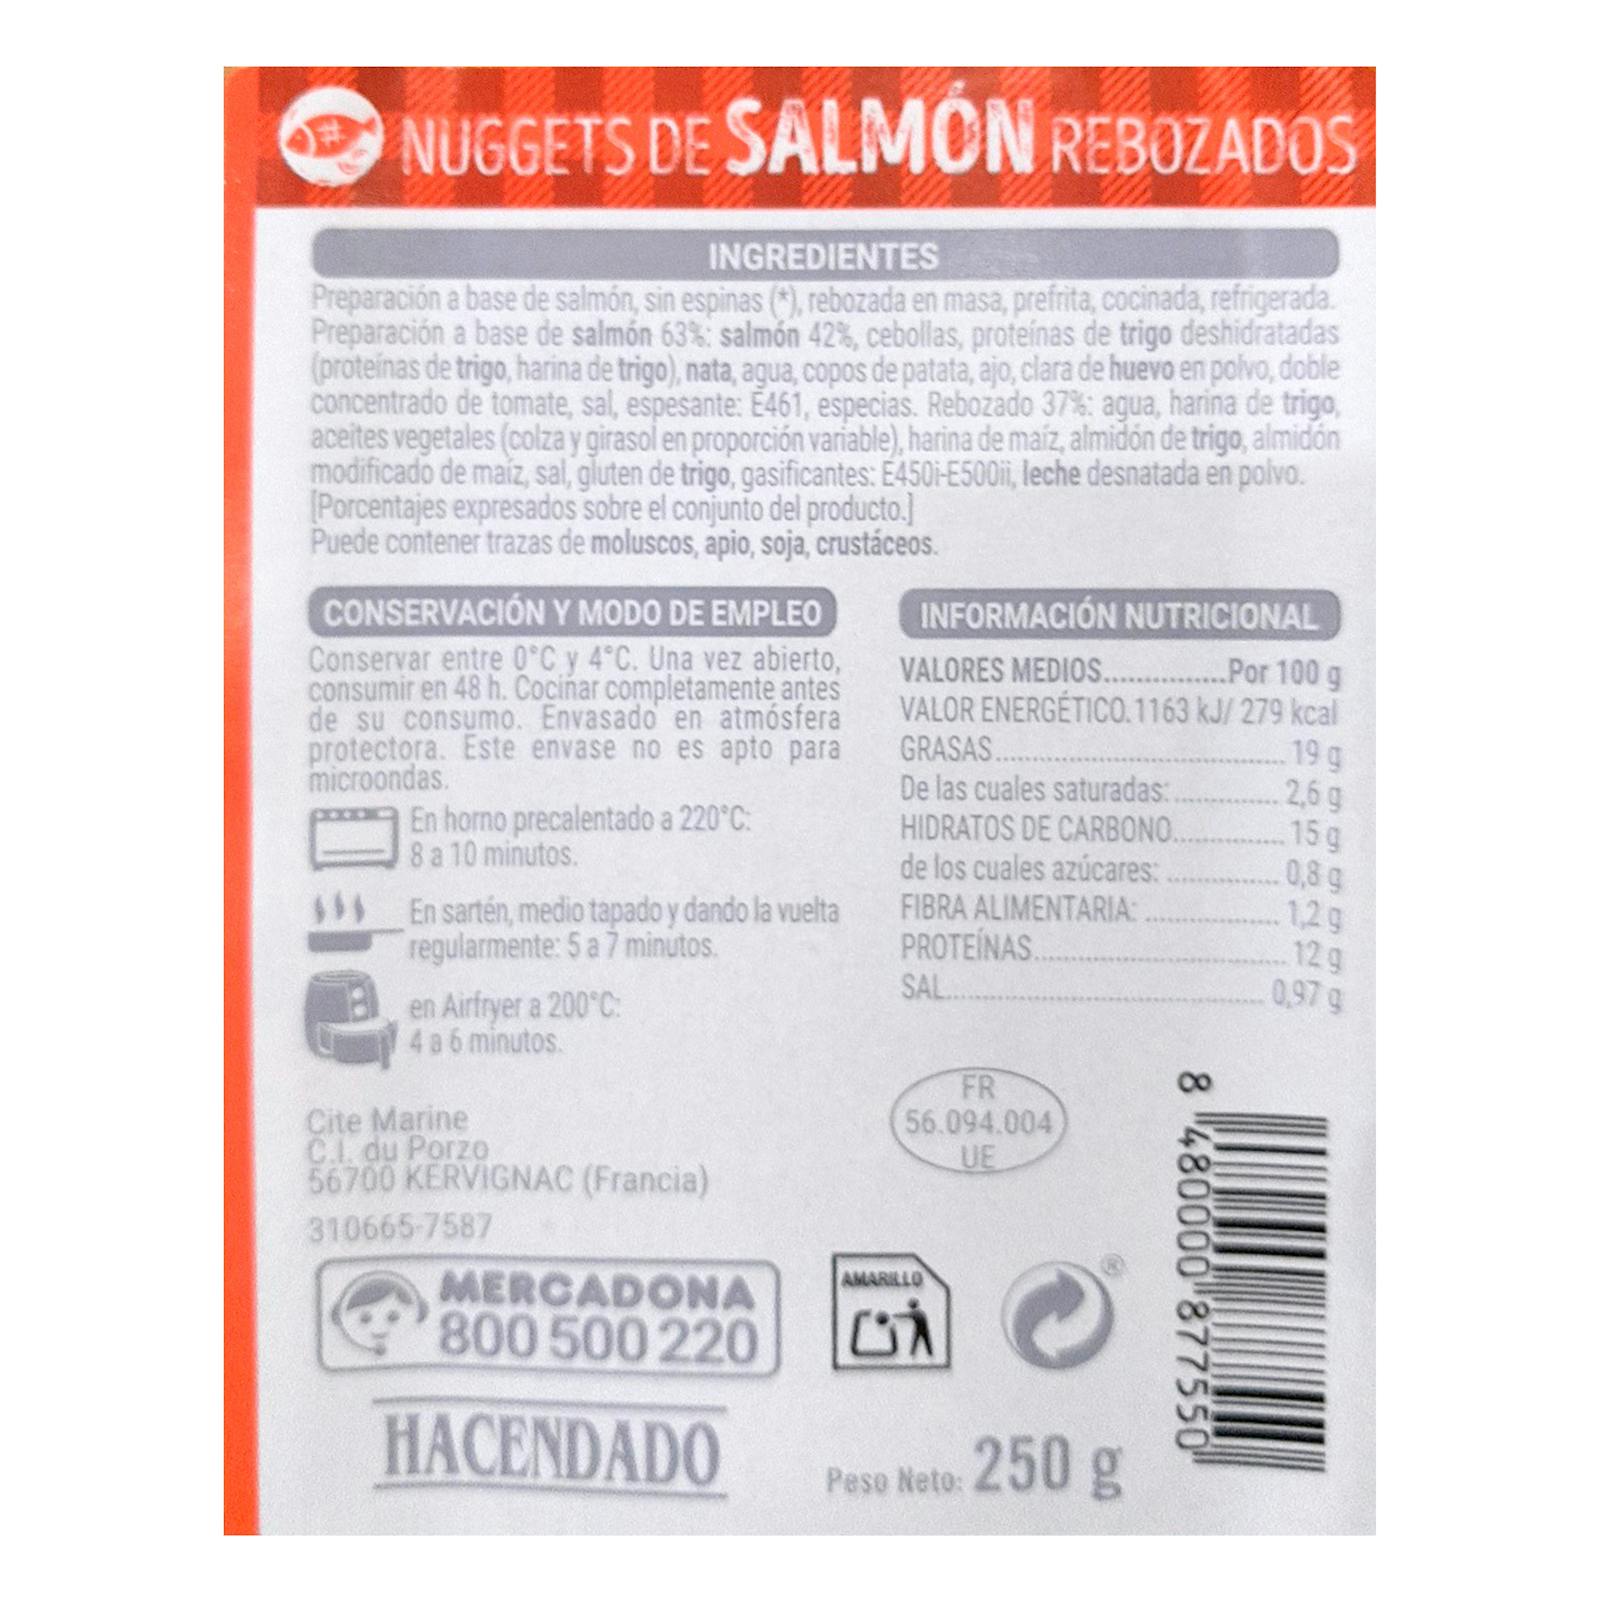 NUGGETS DE SALMÓN REBOZADOS
INGREDIENTES
Preparación a base de salmón, sin espinas (*), rebozada en masa, prefrita, cocinada, refrigerada.
Preparación a base de salmón 63%: salmón 42%, cebollas, proteínas de trigo deshidratadas
(proteínas de trigo, harina de trigo), nata, agua, copos de patata, ajo, clara de huevo en polvo, doble
concentrado de tomate, sal, espesante: E461, especias. Rebozado 37%: agua, harina de trigo,
aceites vegetales (colza y girasol en proporción variable), harina de maíz, almidón de trigo, almidón
modificado de maíz, sal, gluten de trigo, gasificantes: E450i-E500ii, leche desnatada en polvo.
[Porcentajes expresados sobre el conjunto del producto.]
Puede contener trazas de moluscos, apio, soja, crustáceos.
CONSERVACIÓN Y MODO DE EMPLEO
Conservar entre 0°C y 4°C. Una vez abierto,
consumir en 48 h. Cocinar completamente antes
de su consumo. Envasado en atmósfera
protectora. Este envase no es apto para
microondas.
En horno precalentado a 220°C:
8 a 10 minutos.
En sartén, medio tapado y dando la vuelta
regularmente: 5 a 7 minutos.
en Airfryer a 200°C:
4 a 6 minutos.
INFORMACIÓN NUTRICIONAL
VALORES MEDIOS...............Por 100 g
VALOR ENERGÉTICO. 1163 kJ/ 279 kcal
GRASAS.................................... 19 g
De las cuales saturadas: ............. 2,6 g
HIDRATOS DE CARBONO.............. 15 g
de los cuales azúcares: .............. 0,8 g
FIBRA ALIMENTARIA: ................. 1,2 g
PROTEÍNAS................................ 12 g
SAL........................................ 0,97 g
Cite Marine
C.I. du Porzo
56700 KERVIGNAC (Francia)
310665-7587
FR
56.094.004
UE
8 480000 877550
MERCADONA
800 500 220
AMARILLO
®
HACENDADO
Peso Neto: 250 g